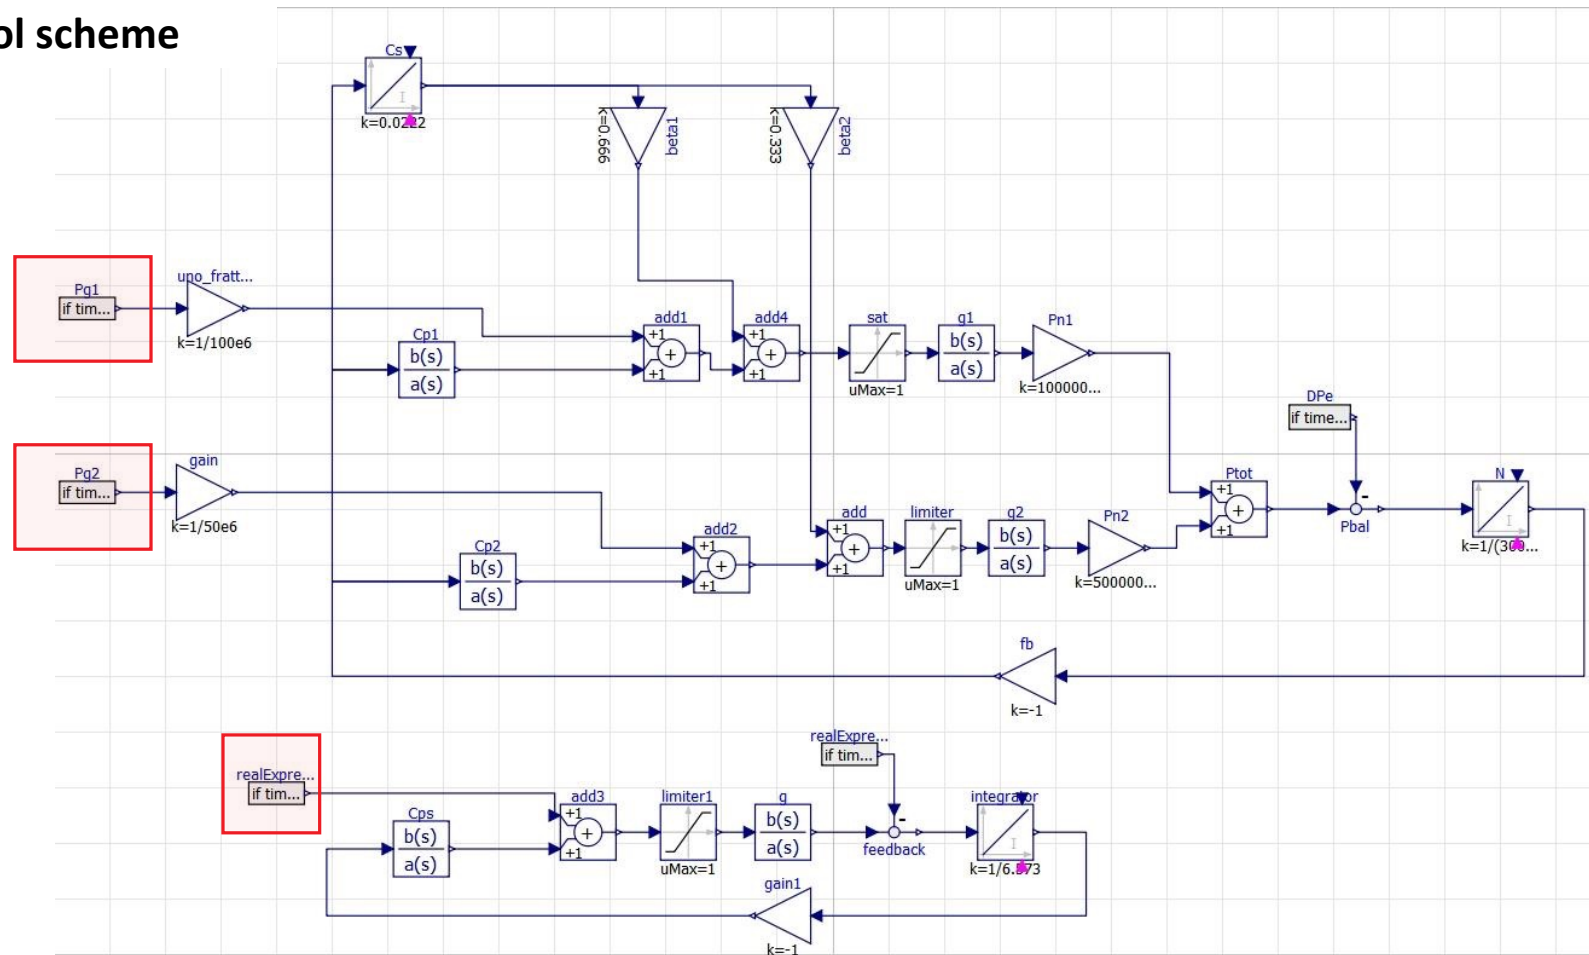 ol scheme
Cs
I
k=0.0222
k=0.666
beta1
k=0.333
beta2
Pg1
if tim...
uno_fratt...
k=1/100e6
Cp1
b(s)
a(s)
add1
+1
+
+1
add4
+1
+
+1
sat
uMax=1
g1
b(s)
a(s)
Pn1
k=100000...
DPe
if time...
Pg2
if tim...
gain
k=1/50e6
Cp2
b(s)
a(s)
add2
+1
+
+1
add
+1
+
+1
limiter
uMax=1
g2
b(s)
a(s)
Pn2
k=500000...
Ptot
+1
+
+1
-
Pbal
N
I
k=1/(300...
fb
k=-1
realExpre...
if tim...
realExpre...
if tim...
Cps
b(s)
a(s)
add3
+1
+
+1
limiter1
uMax=1
g
b(s)
a(s)
-
feedback
integrator
I
gain1
k=-1